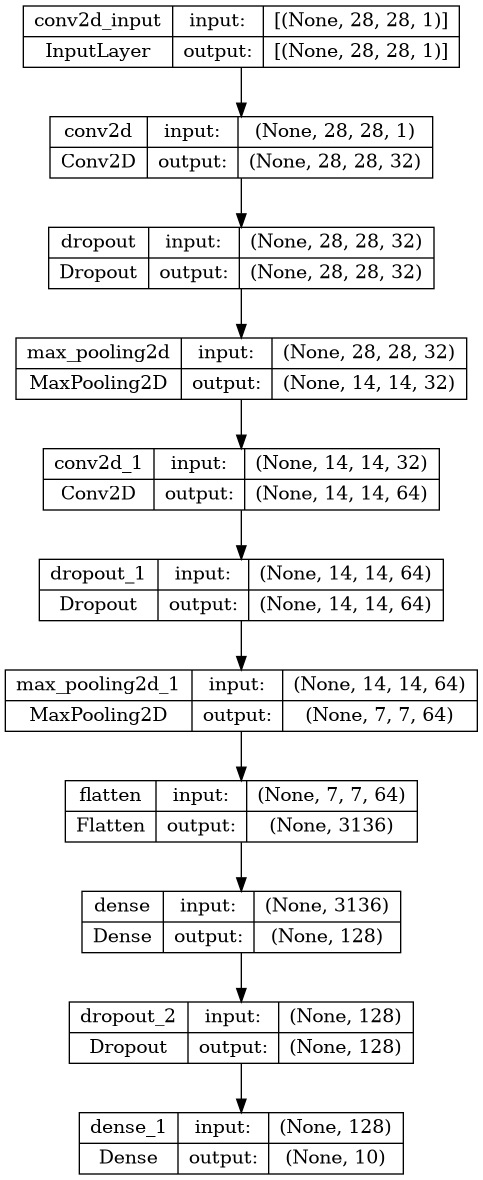 conv2d_input input: [(None, 28, 28, 1)]
InputLayer output: [(None, 28, 28, 1)]
conv2d input: (None, 28, 28, 1)
Conv2D output: (None, 28, 28, 32)
dropout input: (None, 28, 28, 32)
Dropout output: (None, 28, 28, 32)
max_pooling2d input: (None, 28, 28, 32)
MaxPooling2D output: (None, 14, 14, 32)
conv2d_1 input: (None, 14, 14, 32)
Conv2D output: (None, 14, 14, 64)
dropout_1 input: (None, 14, 14, 64)
Dropout output: (None, 14, 14, 64)
max_pooling2d_1 input: (None, 14, 14, 64)
MaxPooling2D output: (None, 7, 7, 64)
flatten input: (None, 7, 7, 64)
Flatten output: (None, 3136)
dense input: (None, 3136)
Dense output: (None, 128)
dropout_2 input: (None, 128)
Dropout output: (None, 128)
dense_1 input: (None, 128)
Dense output: (None, 10)